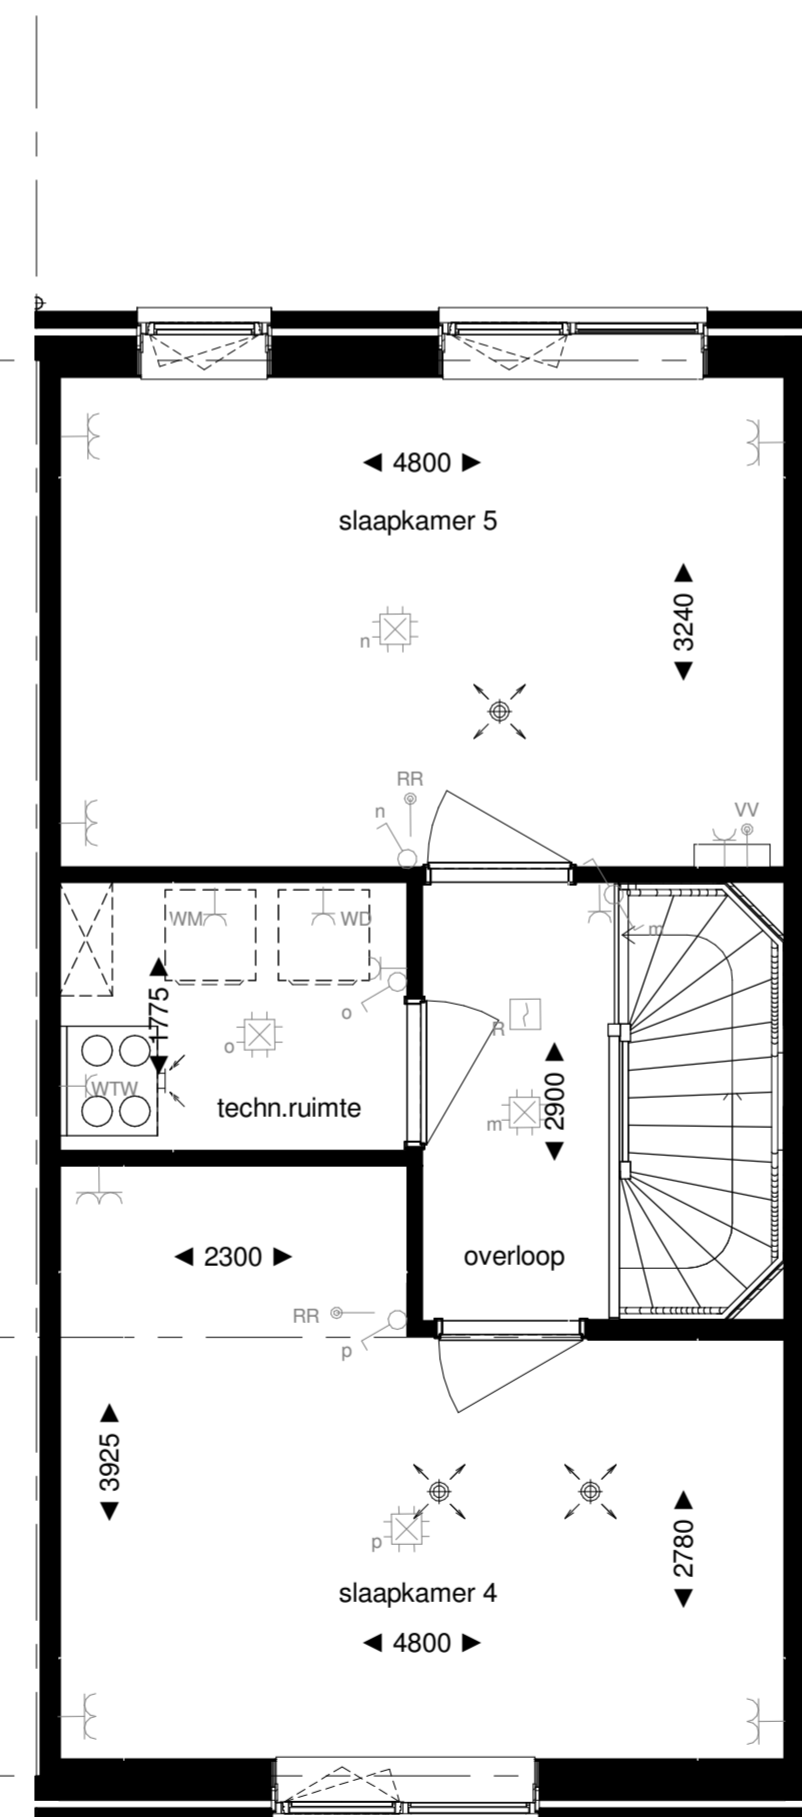 ◄ 4800 ►
slaapkamer 5
◄ 3240 ►
n
RR
n
VV
WM
WD
m
◄ 1775 ►
o
R
o
WTW
techn.ruimte
m
◄ 2900 ►
◄ 2300 ►
overloop
RR
p
◄ 3925 ►
p
◄ 2780 ►
slaapkamer 4
◄ 4800 ►